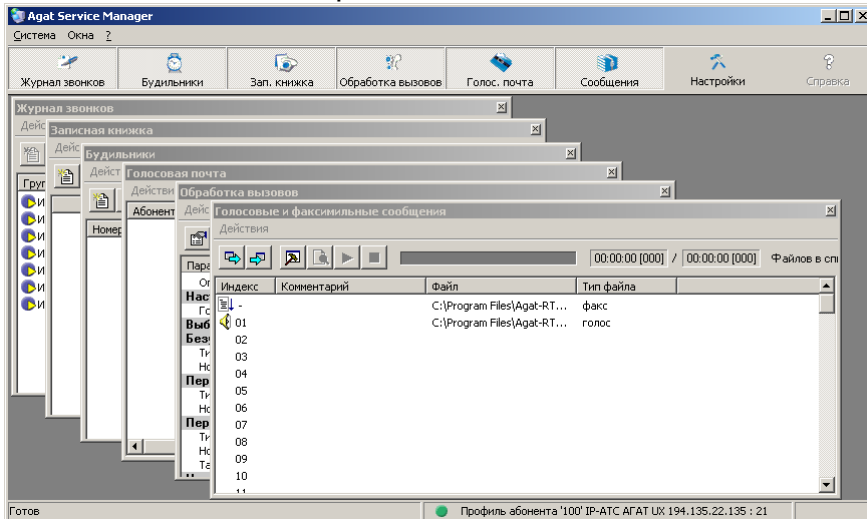 Agat Service Manager
Система Окна ?
Журнал звонков Будильники Зап. книжка Обработка вызовов Голос. почта Сообщения Настройки Справка
Журнал звонков
Записная книжка
Будильники
Голосовая почта
Обработка вызовов
Голосовые и факсимильные сообщения
Действия
00:00:00 [000] / 00:00:00 [000] Файлов в спи
Индекс Комментарий Файл Тип файла
- C:\Program Files\Agat-RT... факс
01 C:\Program Files\Agat-RT... голос
02
03
04
05
06
07
08
09
10
11
Абонент
Готов
Профиль абонента '100' IP-АТС АГАТ UX 194.135.22.135 : 21